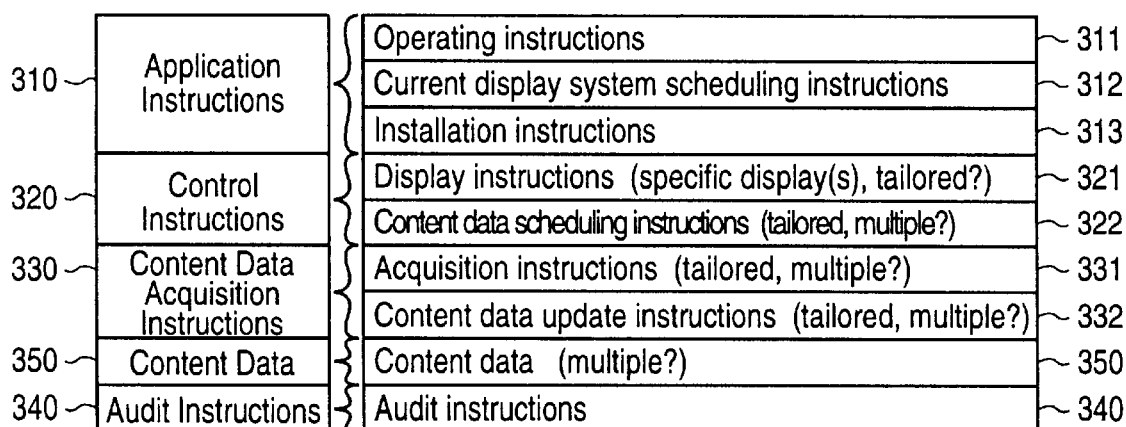 310
Application
Instructions
Operating instructions
311
Current display system scheduling instructions
312
Installation instructions
313
320
Control
Instructions
Display instructions (specific display(s), tailored?)
321
Content data scheduling instructions (tailored, multiple?)
322
330
Content Data
Acquisition
Instructions
Acquisition instructions (tailored, multiple?)
331
Content data update instructions (tailored, multiple?)
332
350
Content Data
Content data (multiple?)
350
340
Audit Instructions
Audit instructions
340